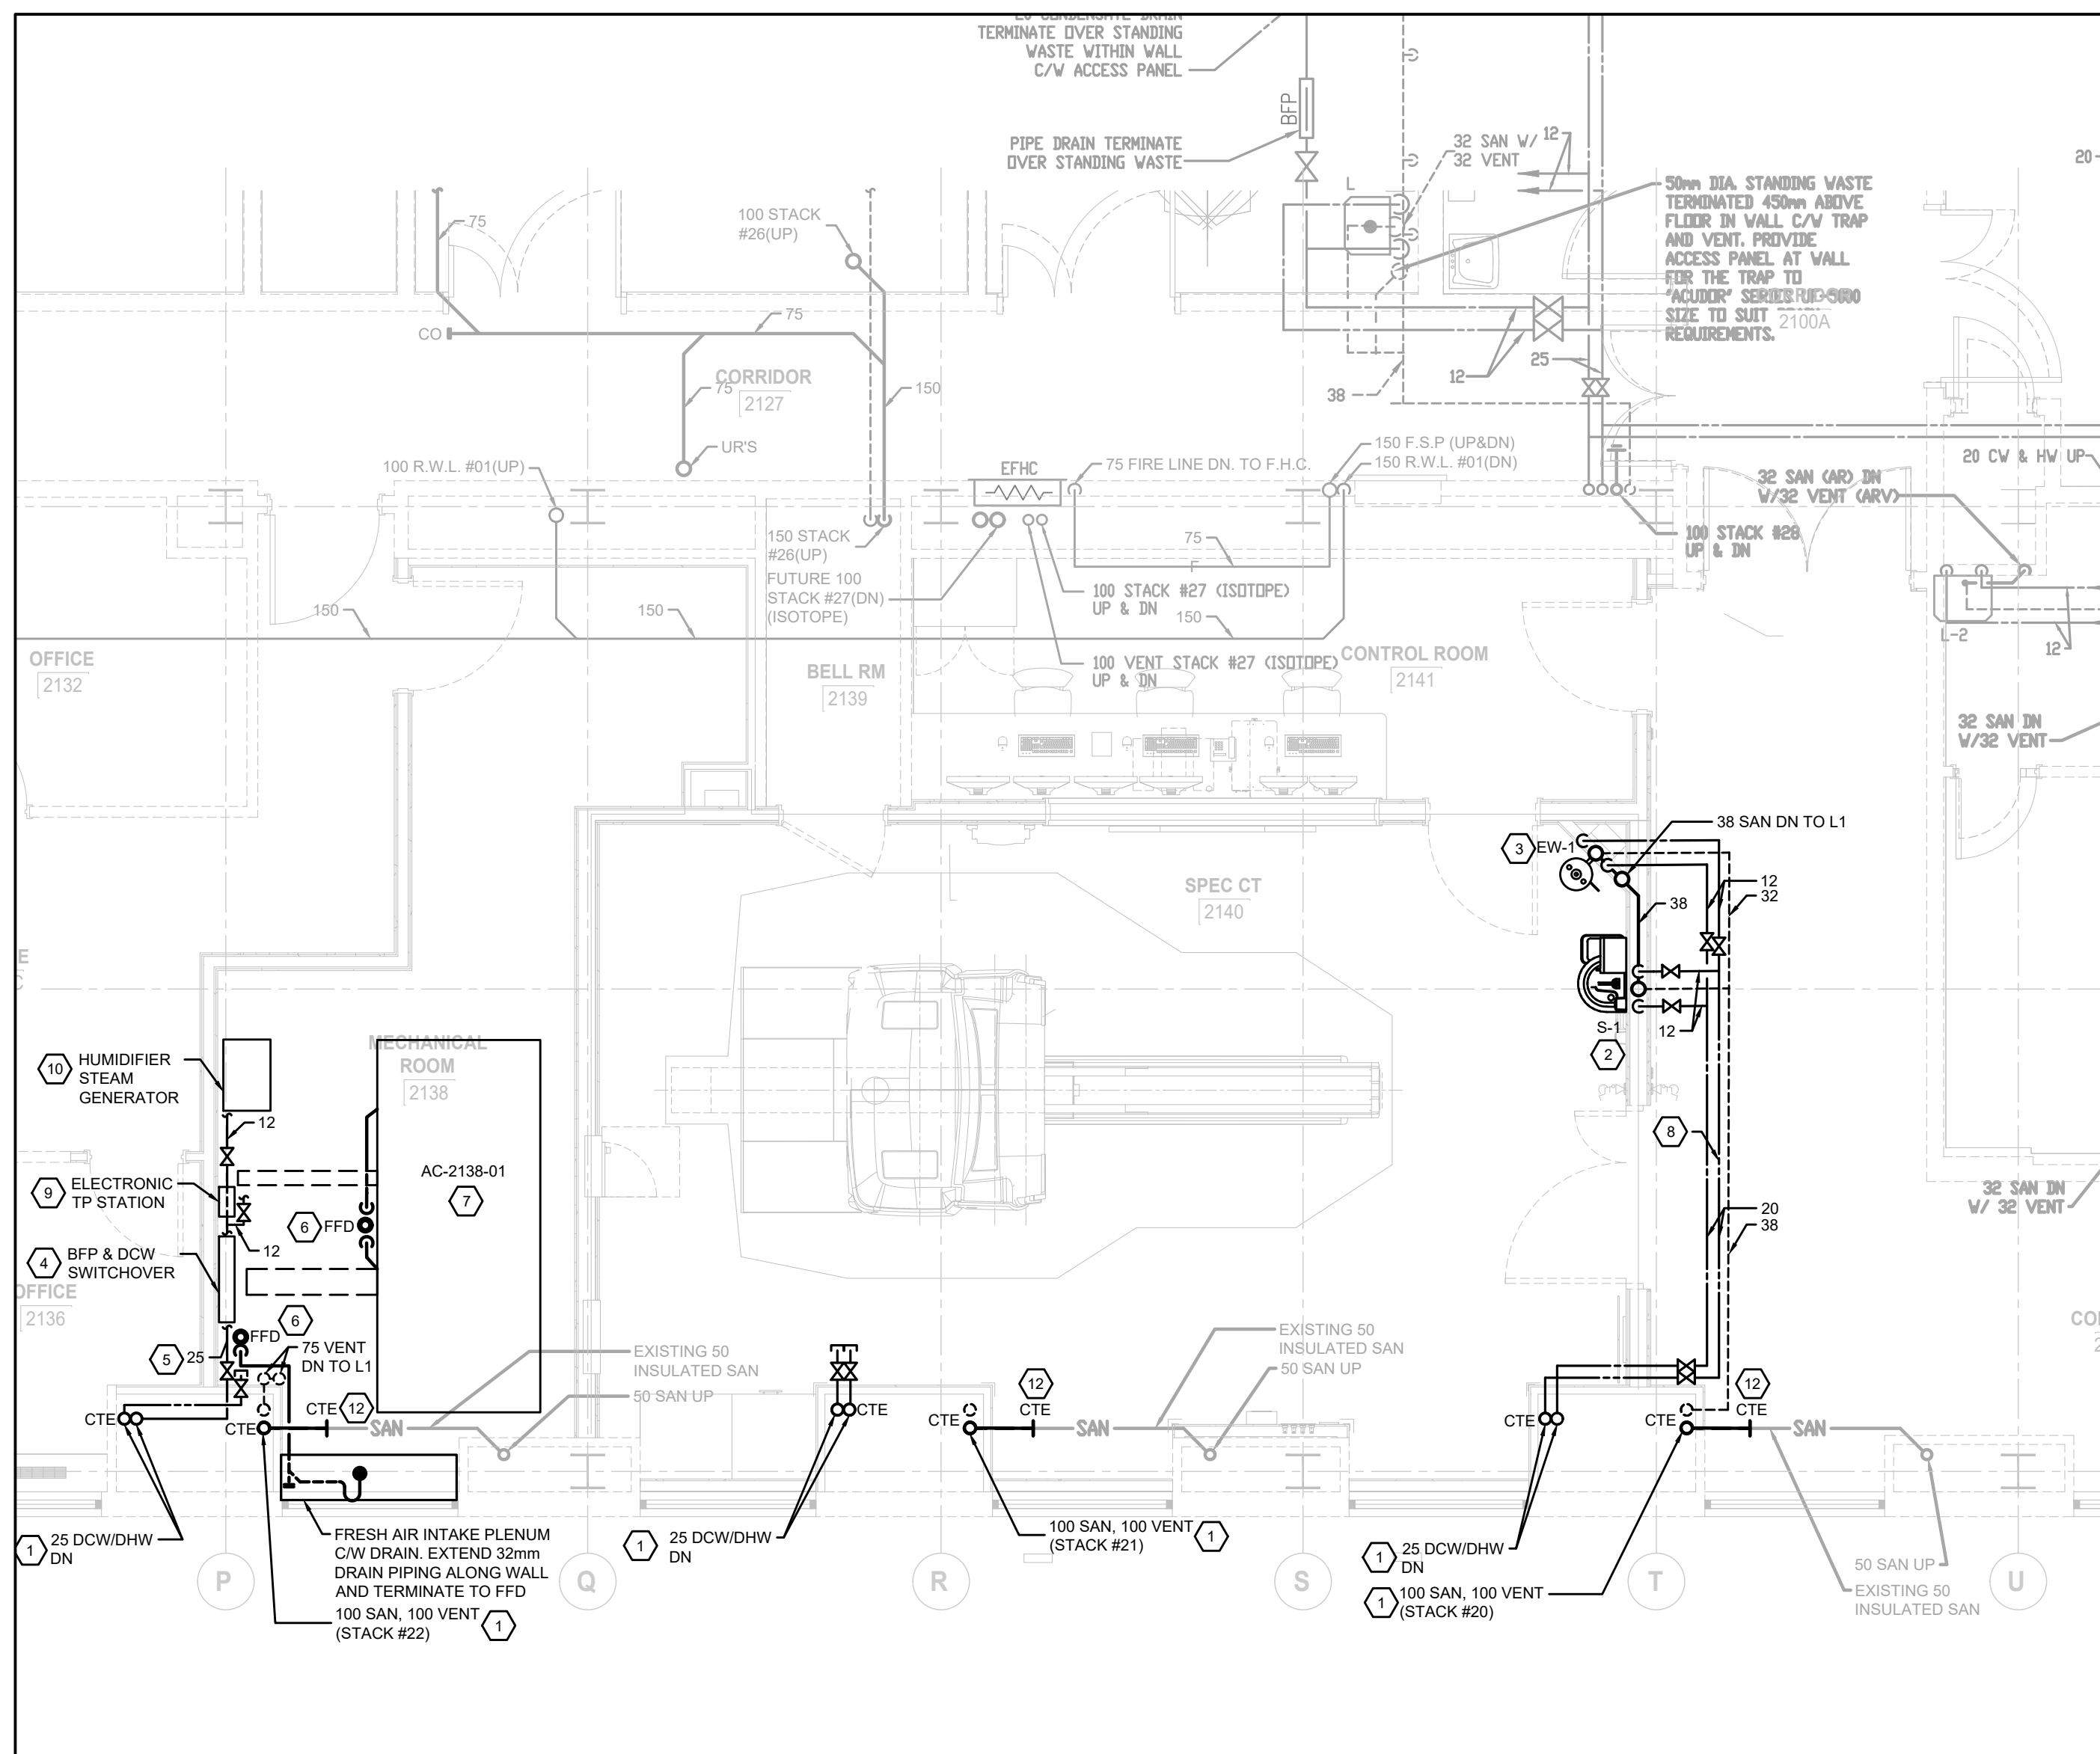 TERMINATE OVER STANDING
WASTE WITHIN WALL
C/W ACCESS PANEL
BFP
PIPE DRAIN TERMINATE
OVER STANDING WASTE
32 SAN W/
32 VENT
12
20
L
50mm DIA. STANDING WASTE
TERMINATED 450mm ABOVE
FLOOR IN WALL C/W TRAP
AND VENT. PROVIDE
ACCESS PANEL AT WALL
FOR THE TRAP TO
'ACUDOR' SERIES
SIZE TO SUIT
REQUIREMENTS.
2100A
75
100 STACK
#26(UP)
75
CO
CORRIDOR
2127
75
150
UR'S
12
25
38
100 R.W.L. #01(UP)
EFHC
75 FIRE LINE DN. TO F.H.C.
150 F.S.P (UP&DN)
150 R.W.L. #01(DN)
20 CW & HW UP
32 SAN (AR) DN
W/32 VENT (ARV)
150 STACK
#26(UP)
FUTURE 100
STACK #27(DN)
(ISOTOPE)
75
F
100 STACK #28
UP & DN
100 STACK #27 (ISOTOPE)
UP & DN
150
150
150
100 VENT STACK #27 (ISOTOPE)
UP & DN
L-2
12
OFFICE
2132
BELL RM
2139
CONTROL ROOM
2141
32 SAN DN
W/32 VENT
38 SAN DN TO L1
3
EW-1
12
32
38
SPEC CT
2140
E
C
S-1
12
2
MECHANICAL
ROOM
2138
10
HUMIDIFIER
STEAM
GENERATOR
12
8
AC-2138-01
7
9
ELECTRONIC
TP STATION
32 SAN DN
W/ 32 VENT
20
38
6
FFD
12
4
BFP & DCW
SWITCHOVER
OFFICE
2136
CO
2
6
FFD
75 VENT
DN TO L1
5
25
EXISTING 50
INSULATED SAN
50 SAN UP
EXISTING 50
INSULATED SAN
50 SAN UP
12
CTE
12
CTE
12
CTE
CTE
CTE
SAN
CTE
CTE
SAN
CTE
CTE
SAN
1
25 DCW/DHW
DN
FRESH AIR INTAKE PLENUM
C/W DRAIN. EXTEND 32mm
DRAIN PIPING ALONG WALL
AND TERMINATE TO FFD
100 SAN, 100 VENT
(STACK #22)
1
1
25 DCW/DHW
DN
100 SAN, 100 VENT
(STACK #21)
1
1
25 DCW/DHW
DN
1
100 SAN, 100 VENT
(STACK #20)
50 SAN UP
EXISTING 50
INSULATED SAN
P
Q
R
S
T
U